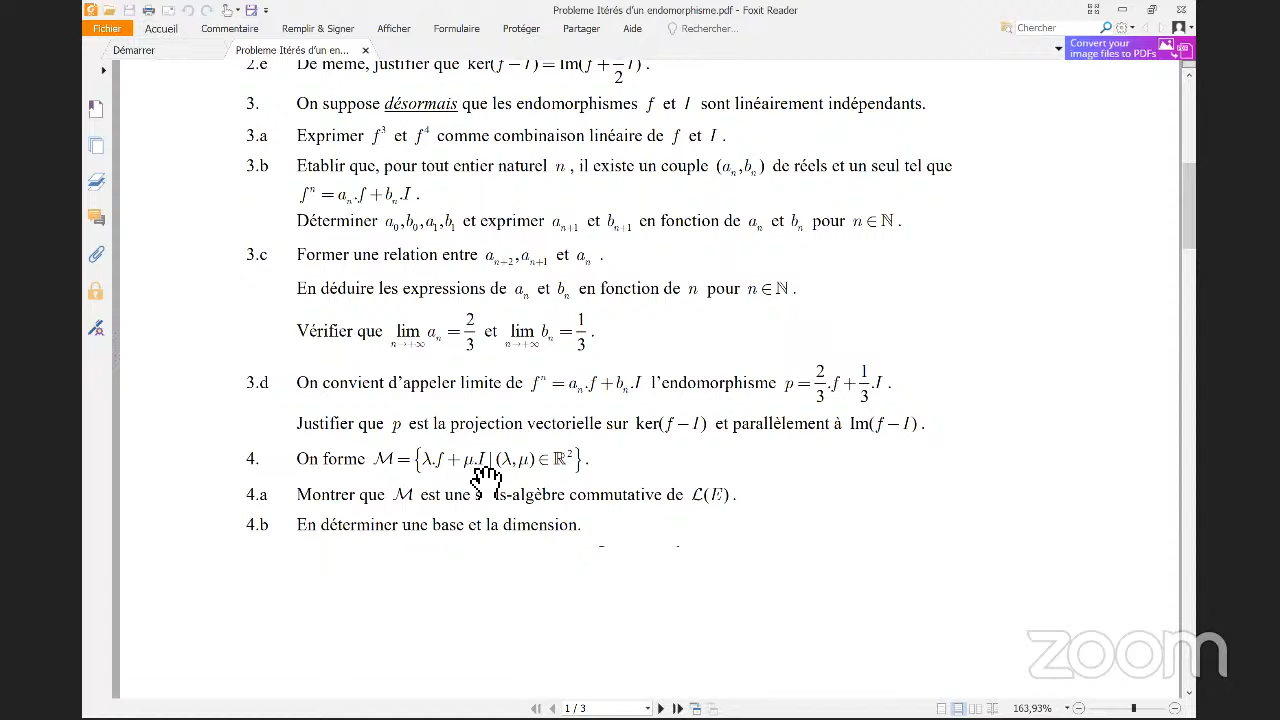 Probleme Itérés d'un endomorphisme.pdf - Foxit Reader
Fichier Accueil Commentaire Remplir & Signer Affichez Formulaire Protéger Partager Aide Recherchez... Chercher
Démarrer Probleme Itérés d'un en... Convert your image files to PDFs
2.e De même, justifier que ker(f − I) = Im(f + 1/2 I).
3. On suppose désormais que les endomorphismes f et I sont linéairement indépendants.
3.a Exprimer f³ et f⁴ comme combinaison linéaire de f et I.
3.b Etablir que, pour tout entier naturel n, il existe un couple (aₙ,bₙ) de réels et un seul tel que
fⁿ = aₙ.f + bₙ.I.
Déterminer a₀,b₀,a₁,b₁ et exprimer aₙ₊₁ et bₙ₊₁ en fonction de aₙ et bₙ pour n ∈ ℕ.
3.c Former une relation entre aₙ₊₂,aₙ₊₁ et aₙ.
En déduire les expressions de aₙ et bₙ en fonction de n pour n ∈ ℕ.
Vérifier que lim n→+∞ aₙ = 2/3 et lim n→+∞ bₙ = 1/3.
3.d On convient d'appeler limite de fⁿ = aₙ.f + bₙ.I l'endomorphisme p = 2/3.f + 1/3.I.
Justifier que p est la projection vectorielle sur ker(f − I) et parallèlement à Im(f − I).
4. On forme ℳ = {λ.f + μ.I | (λ,μ) ∈ ℝ²}.
4.a Montrer que ℳ est une s-algèbre commutative de ℒ(E).
4.b En déterminer une base et la dimension.
zoom
1 / 3 163,93%